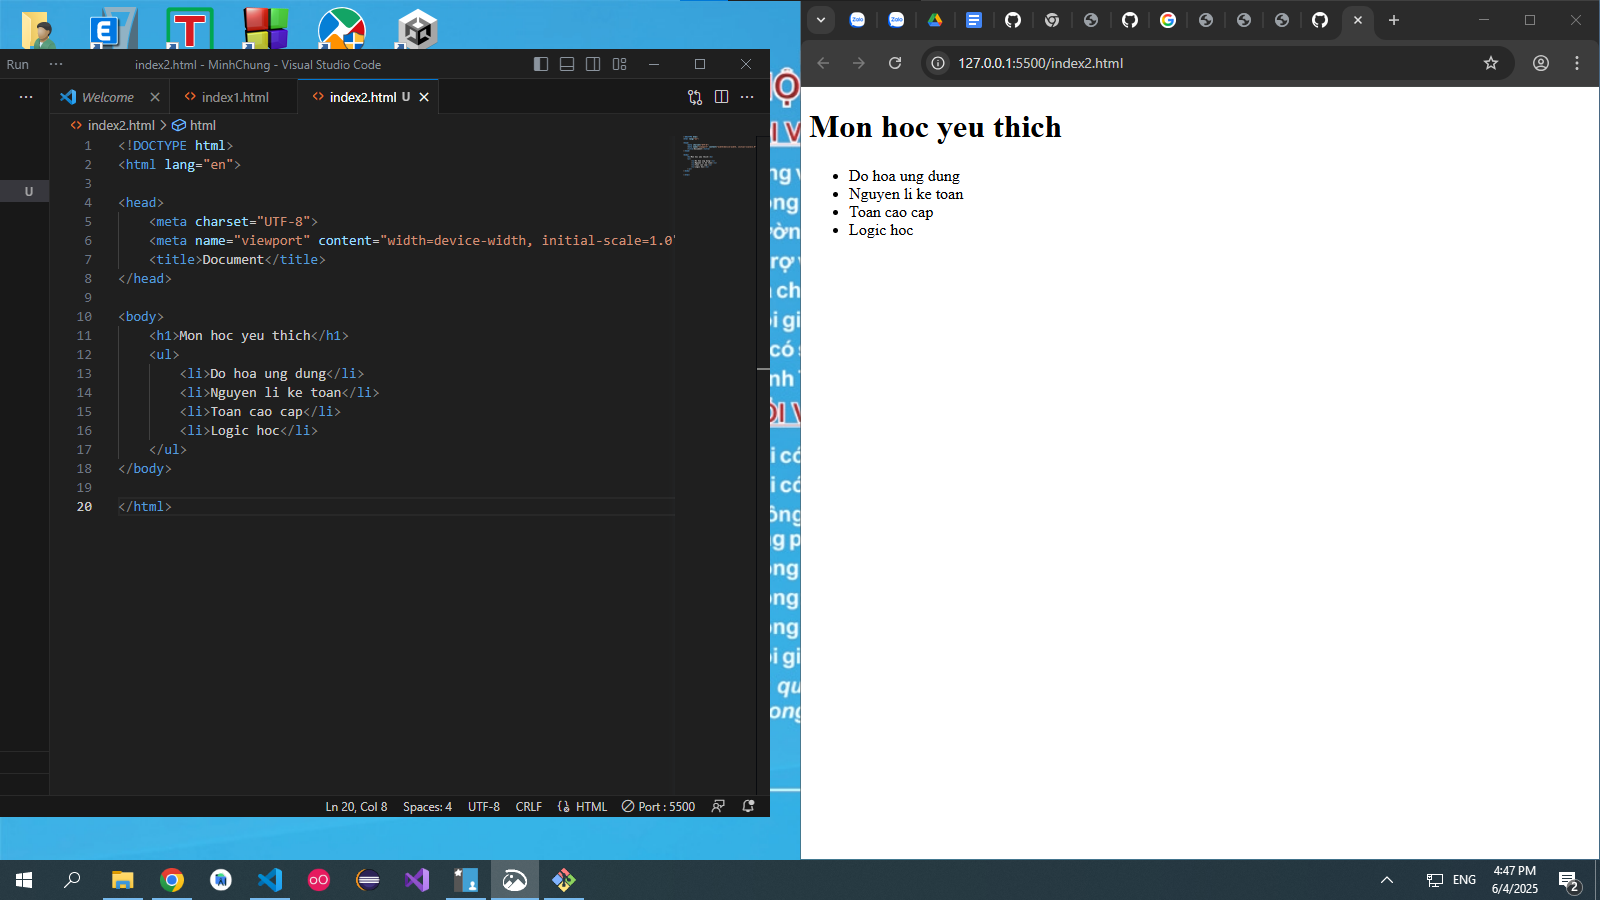 Run ··· index2.html - MinhChung - Visual Studio Code
Welcome index1.html index2.html U
index2.html > html
U
1 <!DOCTYPE html>
2 <html lang="en">
3
4 <head>
5 <meta charset="UTF-8">
6 <meta name="viewport" content="width=device-width, initial-scale=1.0"
7 <title>Document</title>
8 </head>
9
10 <body>
11 <h1>Mon hoc yeu thich</h1>
12 <ul>
13 <li>Do hoa ung dung</li>
14 <li>Nguyen li ke toan</li>
15 <li>Toan cao cap</li>
16 <li>Logic hoc</li>
17 </ul>
18 </body>
19
20 </html>
Ln 20, Col 8 Spaces: 4 UTF-8 CRLF HTML Port : 5500
127.0.0.1:5500/index2.html
Mon hoc yeu thich
• Do hoa ung dung
• Nguyen li ke toan
• Toan cao cap
• Logic hoc
ENG
4:47 PM
6/4/2025
2